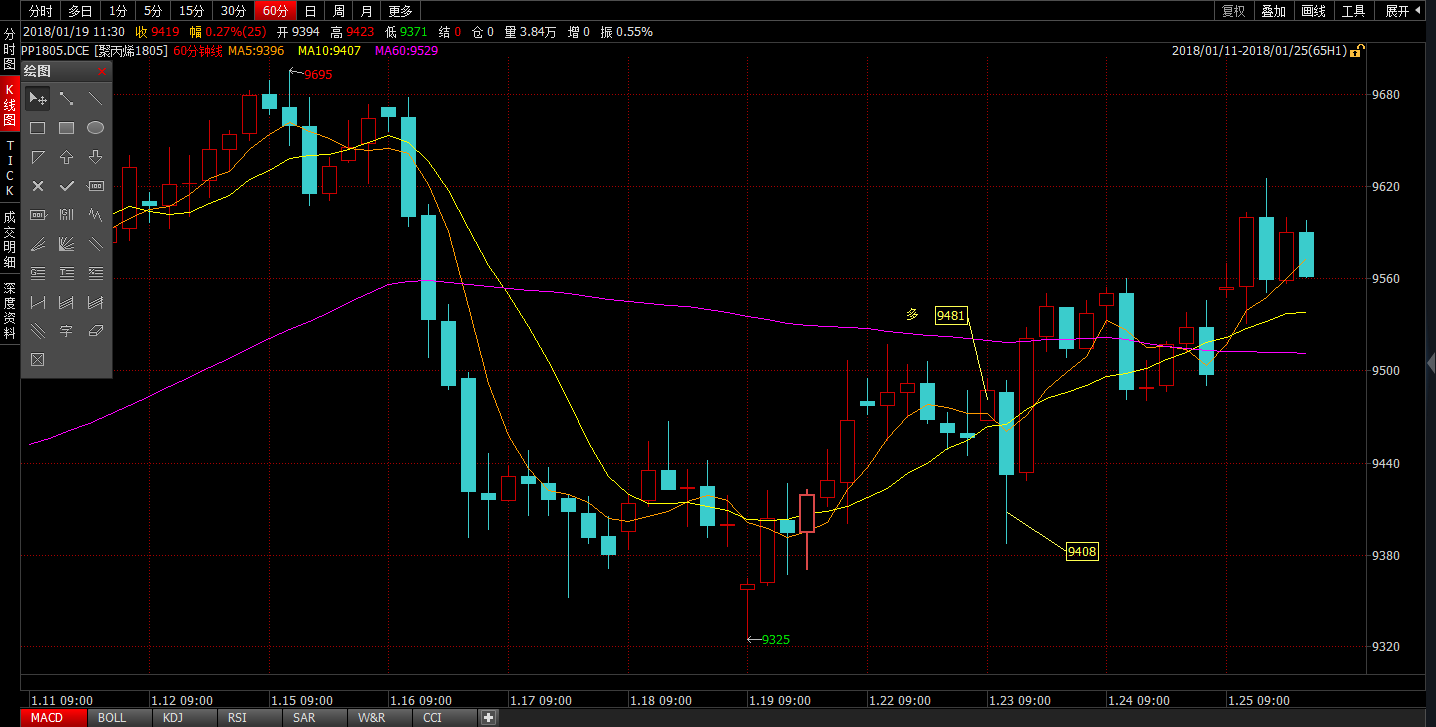 分时 多日 1分 5分 15分 30分 60分 日 周 月 更多 复权 叠加 画线 工具 展开
2018/01/19 11:30 收 9419 幅 0.27%(25) 开 9394 高 9423 低 9371 结 0 仓 0 量 3.84万 增 0 振 0.55%
PP1805.DCE [聚丙烯1805] 60分钟线 MA5:9396 MA10:9407 MA60:9529 2018/01/11-2018/01/25(65H1)
分时图
K线图
TICK
成交明细
深度资料
绘图
字
9695
9680
9620
9560
9500
9440
9380
9320
多 9481
9408
9325
1.11 09:00 1.12 09:00 1.15 09:00 1.16 09:00 1.17 09:00 1.18 09:00 1.19 09:00 1.22 09:00 1.23 09:00 1.24 09:00 1.25 09:00
MACD BOLL KDJ RSI SAR W&R CCI